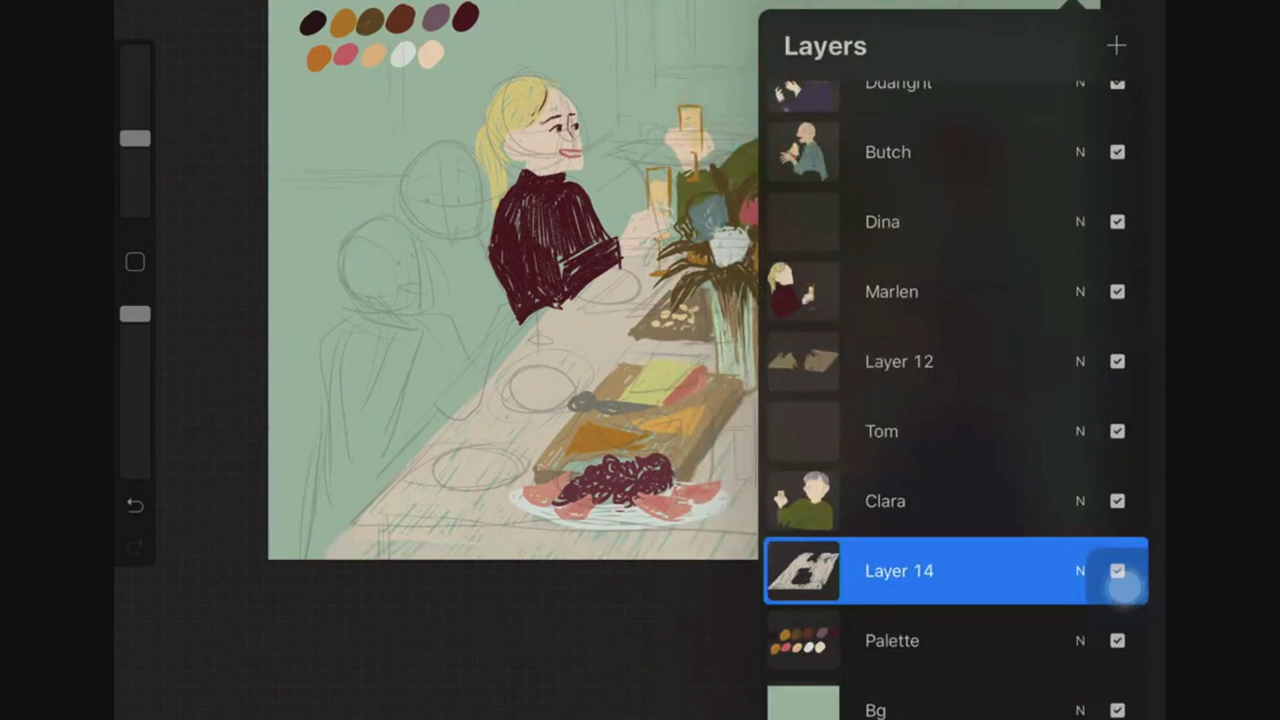 Layers
N
Butch N
Dina N
Marlen N
Layer 12 N
Tom N
Clara N
Layer 14 N
Palette N
Bg N